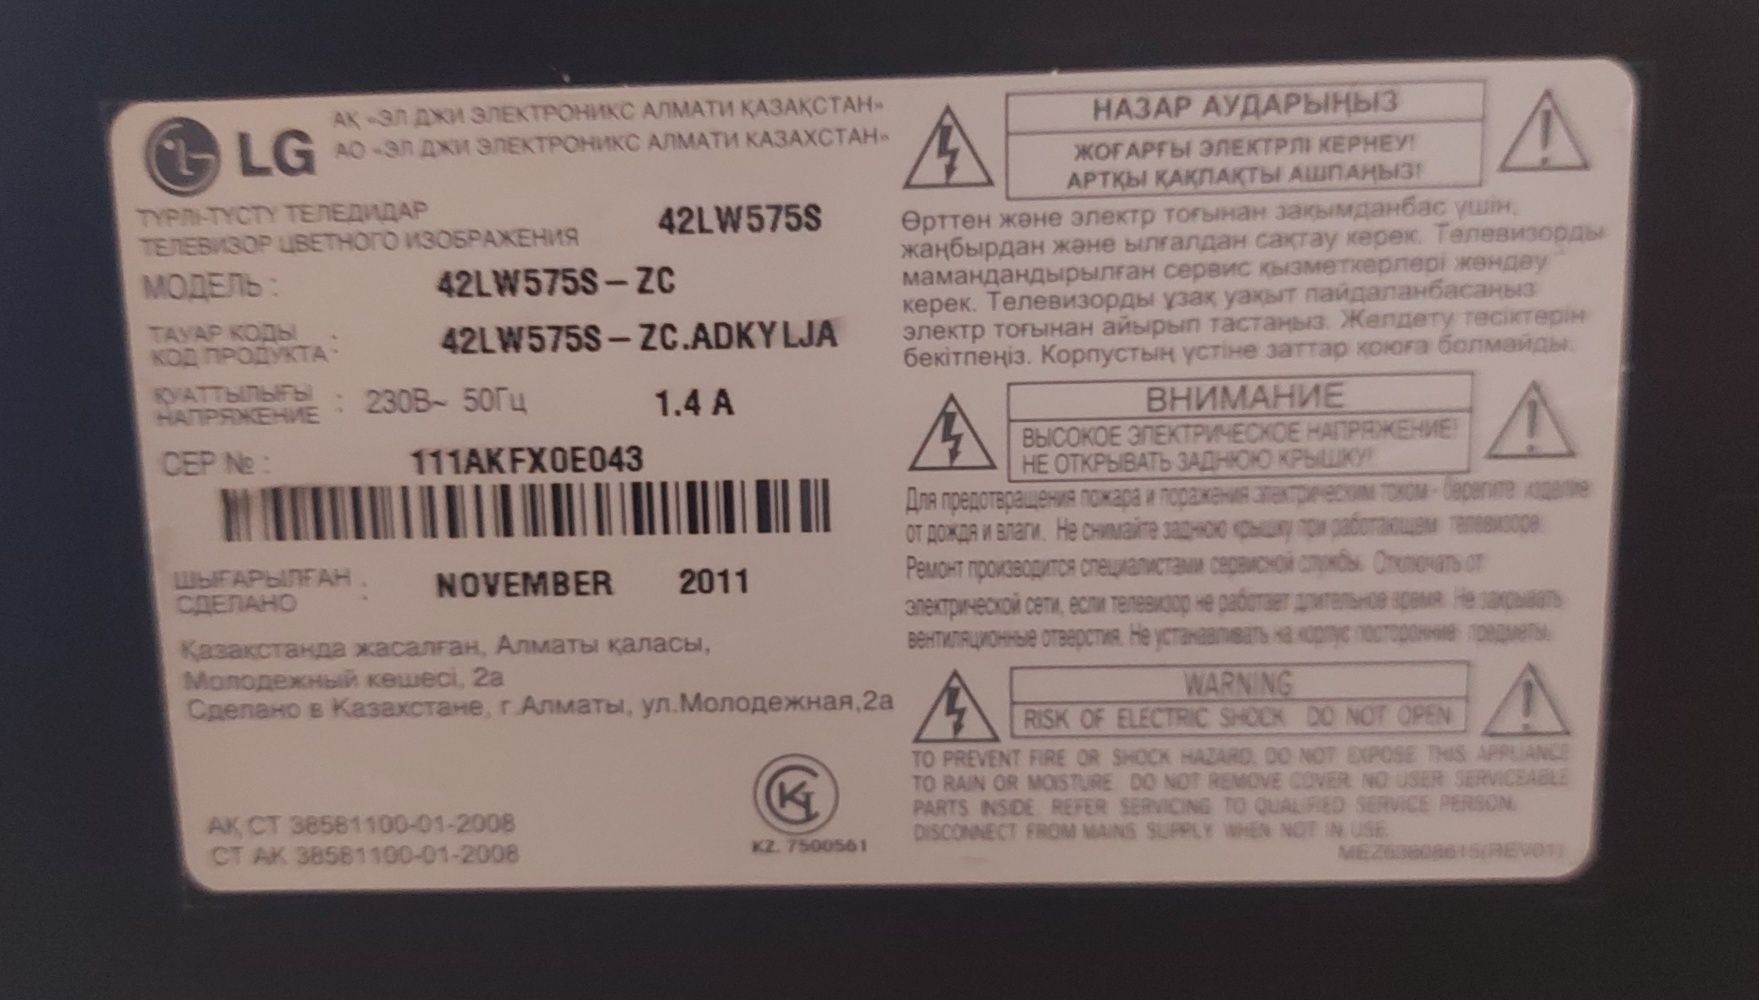 LG
АҚ «ЭЛ ДЖИ ЭЛЕКТРОНИКС АЛМАТИ ҚАЗАҚСТАН»
АО «ЭЛ ДЖИ ЭЛЕКТРОНИКС АЛМАТИ КАЗАХСТАН»
ТҮРЛІ-ТҮСТУ ТЕЛЕДИДАР
ТЕЛЕВИЗОР ЦВЕТНОГО ИЗОБРАЖЕНИЯ 42LW575S
МОДЕЛЬ : 42LW575S-ZC
ТАУАР КОДЫ
КОД ПРОДУКТА : 42LW575S-ZC.ADKYLJA
ҚУАТТЫЛЫҒЫ
НАПРЯЖЕНИЕ : 230В~ 50Гц 1.4 A
СЕР № : 111AKFX0E043
ШЫҒАРЫЛҒАН :
СДЕЛАНО : NOVEMBER 2011
Қазақстанда жасалған, Алматы қаласы,
Молодежный көшесі, 2а
Сделано в Казахстане, г.Алматы, ул.Молодежная,2а
АҚ СТ 38581100-01-2008
СТ АК 38581100-01-2008
KZ. 7500561
НАЗАР АУДАРЫҢЫЗ
ЖОҒАРҒЫ ЭЛЕКТРЛІ КЕРНЕУ!
АРТҚЫ ҚАҚПАҚТЫ АШПАҢЫЗ!
Өрттен және электр тоғынан зақымданбас үшін,
жаңбырдан және ылғалдан сақтау керек. Телевизорды
мамандандырылған сервис қызметкерлері жөндеу
керек. Телевизорды ұзақ уақыт пайдаланбасаңыз
электр тоғынан айырып тастаңыз. Желдету тесіктерін
бекітпеңіз. Корпустың үстіне заттар қоюға болмайды.
ВНИМАНИЕ
ВЫСОКОЕ ЭЛЕКТРИЧЕСКОЕ НАПРЯЖЕНИЕ!
НЕ ОТКРЫВАТЬ ЗАДНЮЮ КРЫШКУ!
Для предотвращения пожара и поражения электрическим током - берегите изделие
от дождя и влаги. Не снимайте заднюю крышку при работающем телевизоре.
Ремонт производится специалистами сервисной службы. Отключать от
электрической сети, если телевизор не работает длительное время. Не закрывать
вентиляционные отверстия. Не устанавливать на корпус посторонние предметы.
WARNING
RISK OF ELECTRIC SHOCK DO NOT OPEN
TO PREVENT FIRE OR SHOCK HAZARD. DO NOT EXPOSE THIS APPLIANCE
TO RAIN OR MOISTURE. DO NOT REMOVE COVER. NO USER SERVICEABLE
PARTS INSIDE. REFER SERVICING TO QUALIFIED SERVICE PERSON.
DISCONNECT FROM MAINS SUPPLY WHEN NOT IN USE.
MEZ63808615(REV01)